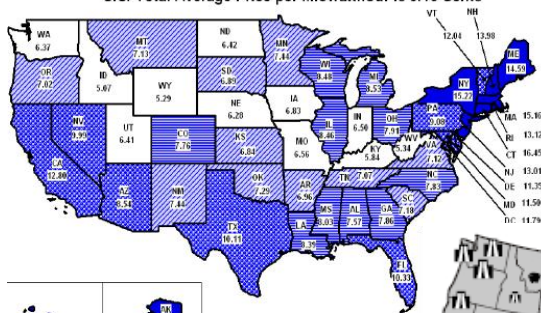 U.S. Total Average Price per kilowatthour is Cents
VT
12.04
NH
13.98
WA
6.37
MT
7.13
ND
6.42
MN
7.44
ME
14.59
OR
7.02
ID
5.07
SD
6.89
WI
8.48
MI
8.53
NY
15.22
WY
5.29
IA
6.83
PA
9.08
NV
9.99
UT
6.41
CO
7.76
NE
6.28
IL
8.46
IN
6.50
OH
7.91
WV
5.34
MA 15.16
RI 13.12
CT 16.45
NJ 13.01
DE 11.35
MD 11.50
DC 11.79
12.80
KS
6.84
MO
6.56
KY
5.84
VA
7.12
AZ
8.54
NM
7.44
OK
7.29
AR
6.96
TN 7.07
NC
7.83
SC
7.18
TX
10.11
LA
8.39
MS
8.03
AL
7.57
GA
7.86
FL
10.33
AK